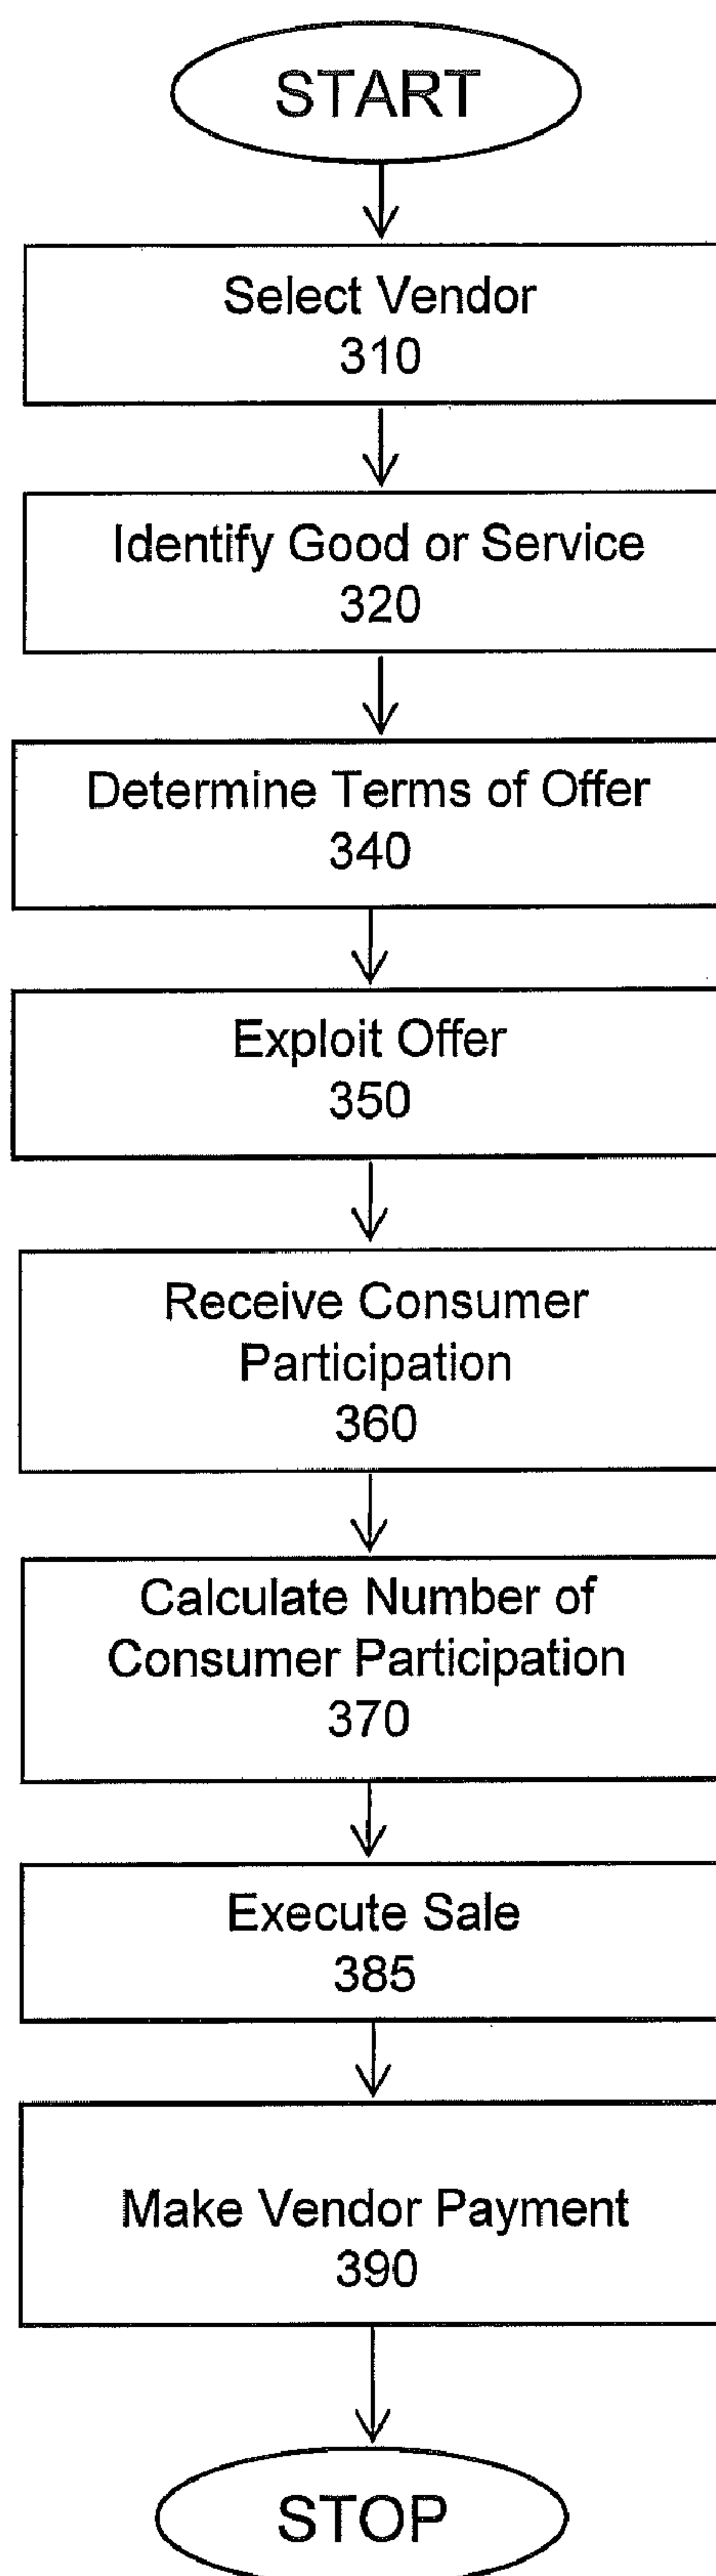 START
Select Vendor
310
Identify Good or Service
320
Determine Terms of Offer
340
Exploit Offer
350
Receive Consumer
Participation
360
Calculate Number of
Consumer Participation
370
Execute Sale
385
Make Vendor Payment
390
STOP